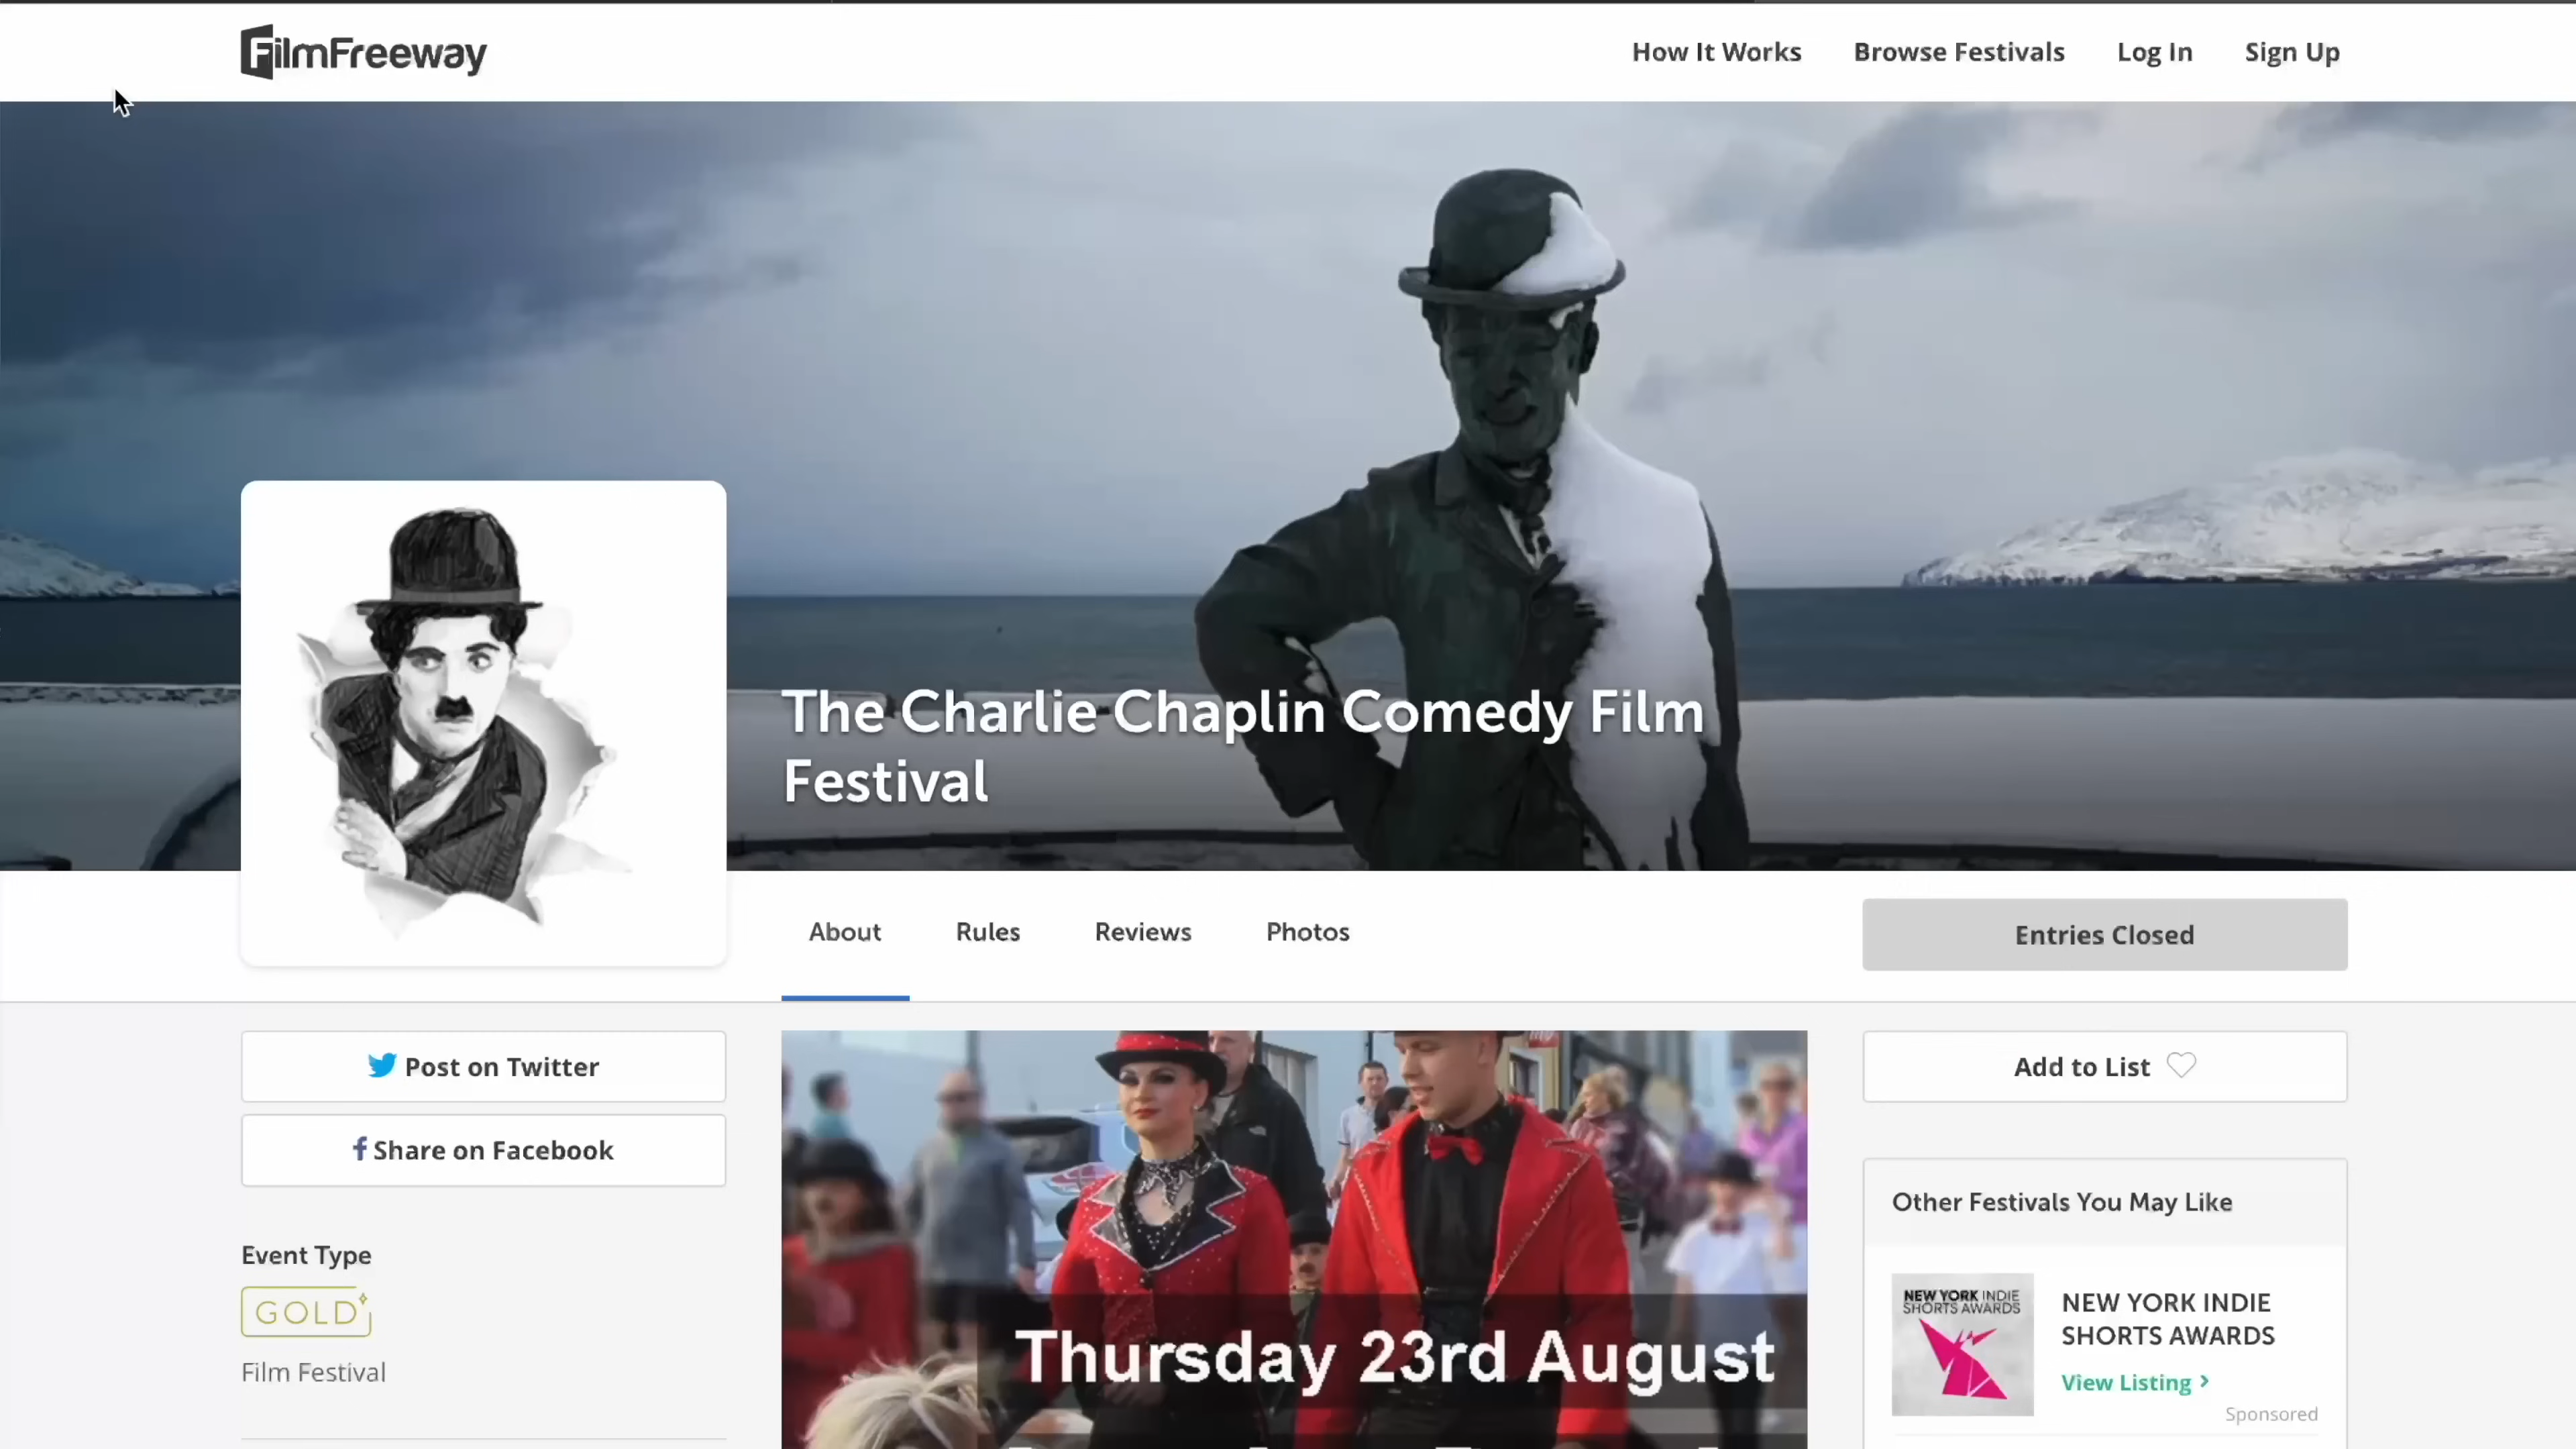 FilmFreeway
How It Works
Browse Festivals
Log In
Sign Up
The Charlie Chaplin Comedy Film
Festival
About
Rules
Reviews
Photos
Entries Closed
Post on Twitter
Share on Facebook
Event Type
GOLD
Film Festival
Thursday 23rd August
Add to List
Other Festivals You May Like
NEW YORK INDIE
SHORTS AWARDS
NEW YORK INDIE
SHORTS AWARDS
View Listing
Sponsored